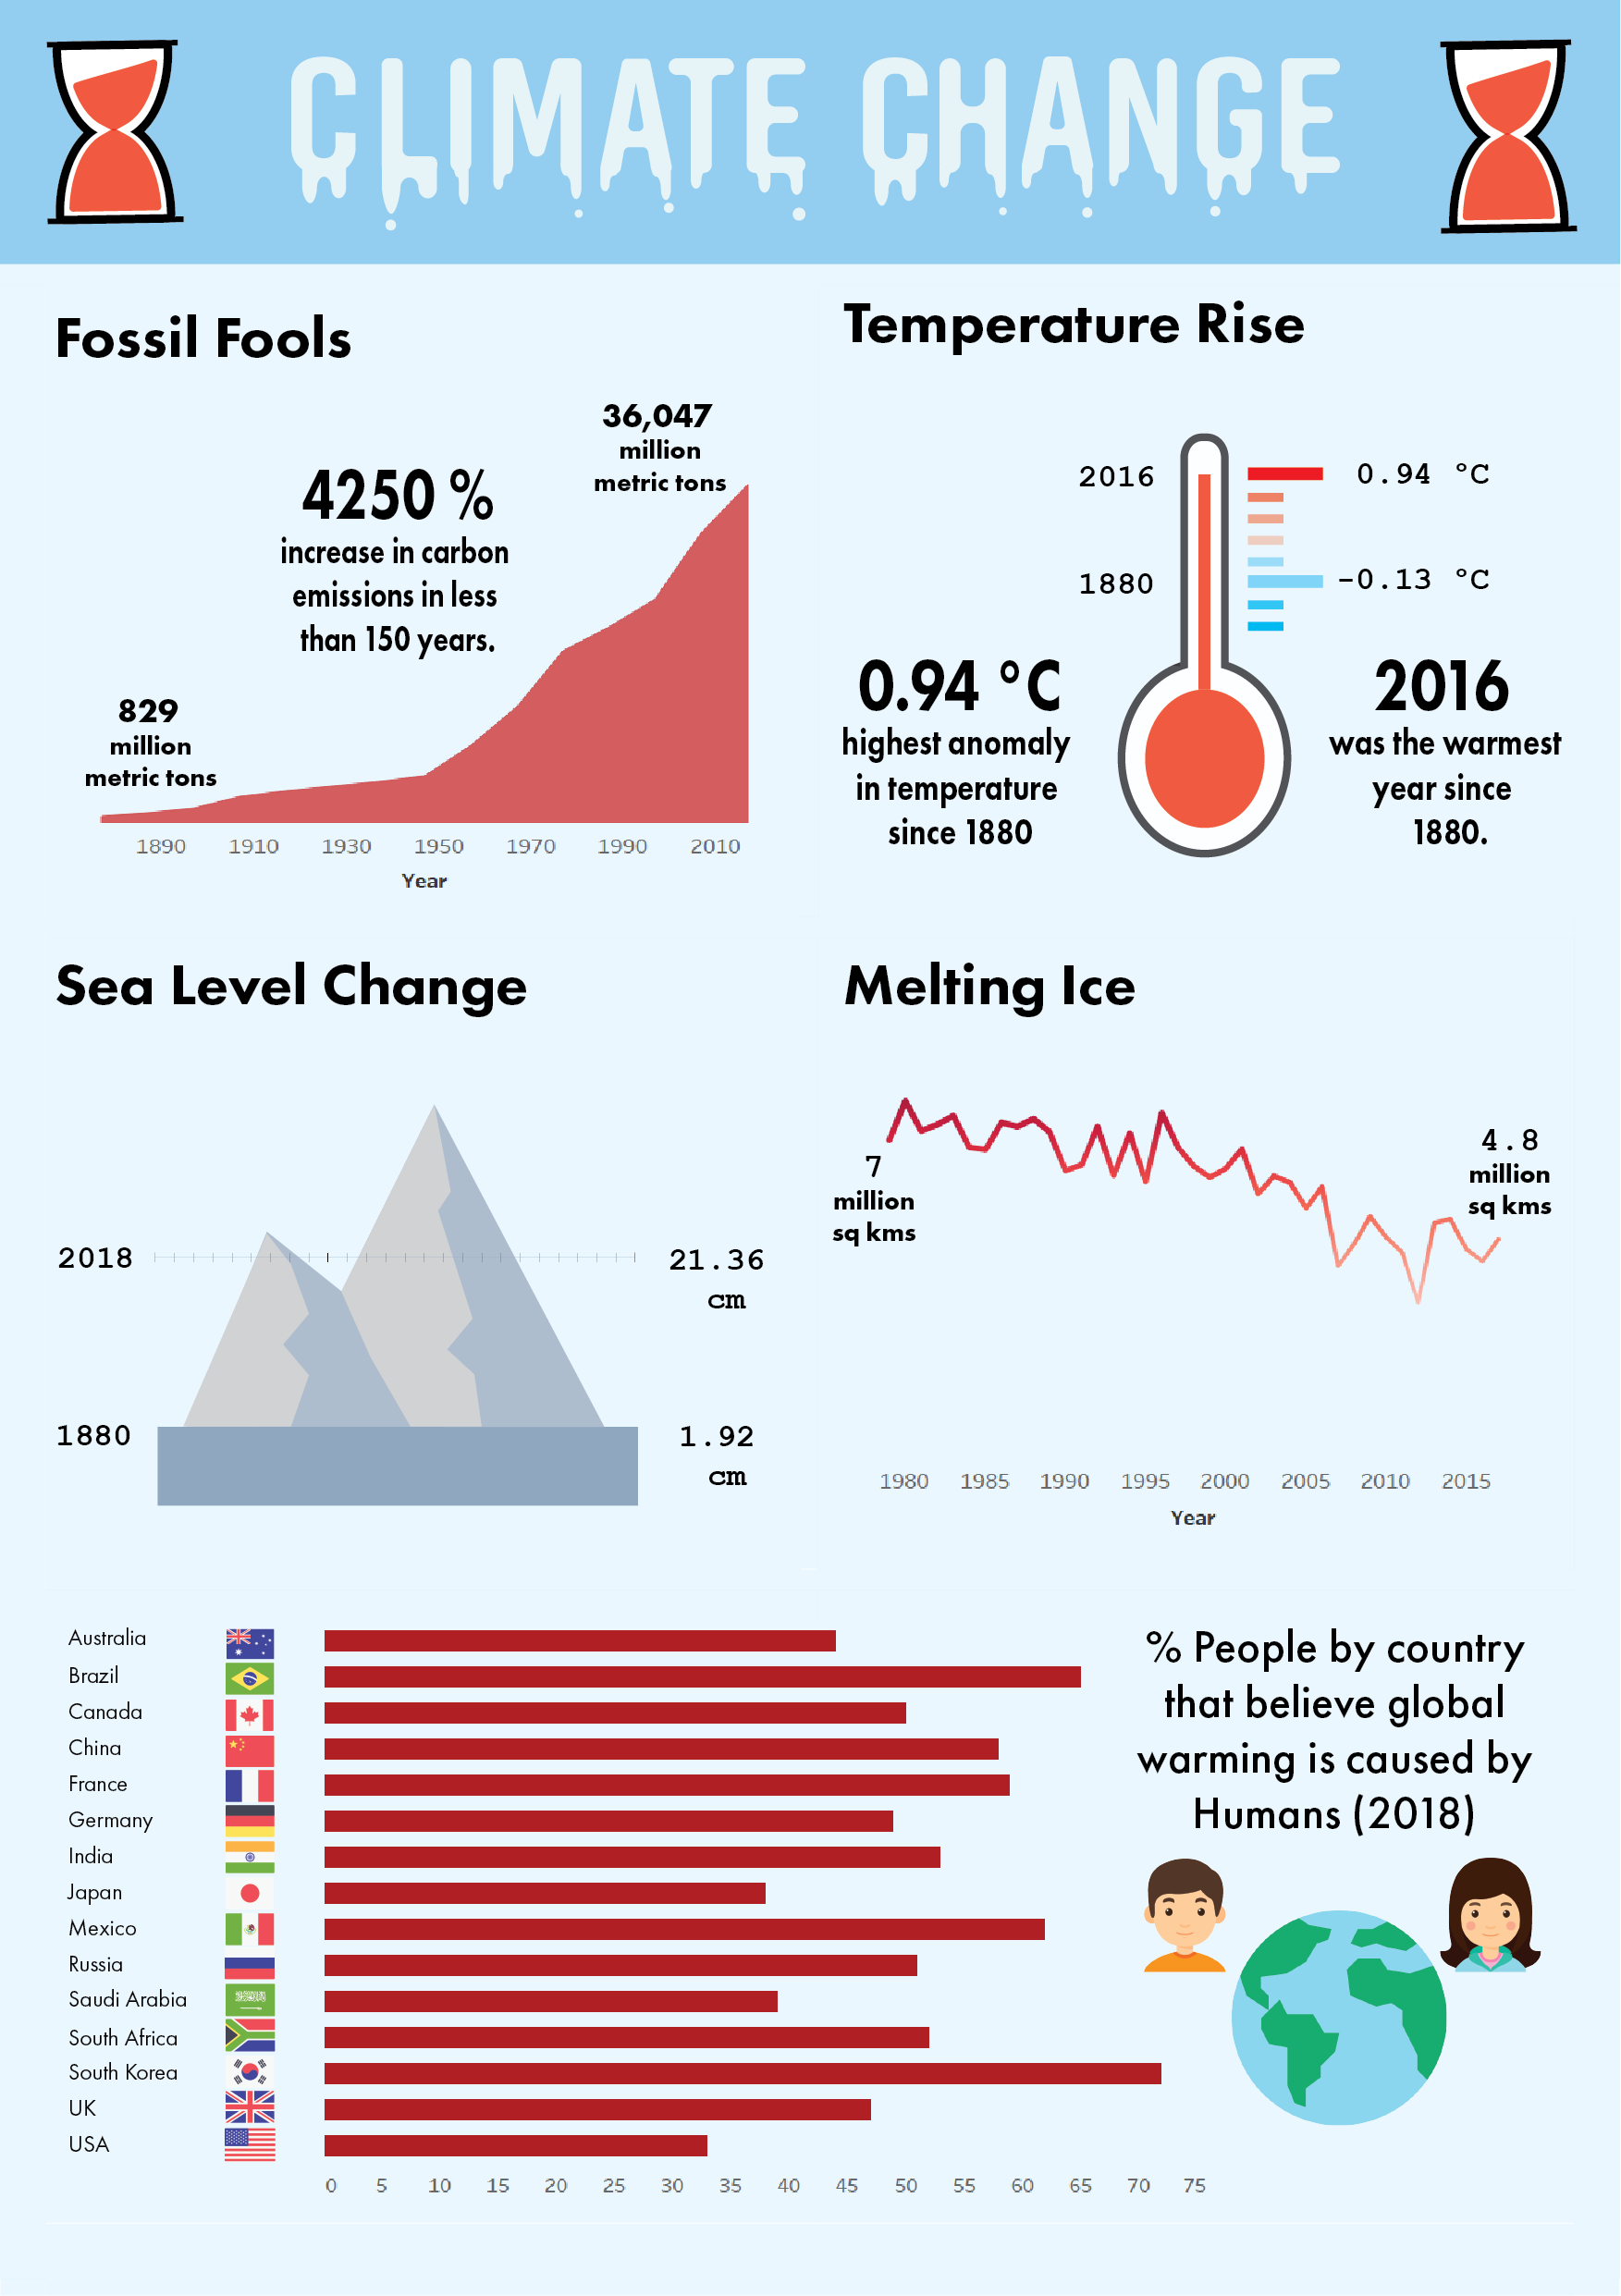 CLIMATE CHANGE
Fossil Fools
36,047
million
metric tons
4250 %
increase in carbon
emissions in less
than 150 years.
829
million
metric tons
1890 1910 1930 1950 1970 1990 2010
Year
Temperature Rise
2016
0.94 °C
1880
-0.13 °C
0.94 °C
highest anomaly
in temperature
since 1880
2016
was the warmest
year since
1880.
Sea Level Change
2018
21.36
cm
1880
1.92
cm
Melting Ice
7
million
sq kms
4.8
million
sq kms
1980 1985 1990 1995 2000 2005 2010 2015
Year
Australia
Brazil
Canada
China
France
Germany
India
Japan
Mexico
Russia
Saudi Arabia
South Africa
South Korea
UK
USA
0 5 10 15 20 25 30 35 40 45 50 55 60 65 70 75
% People by country
that believe global
warming is caused by
Humans (2018)